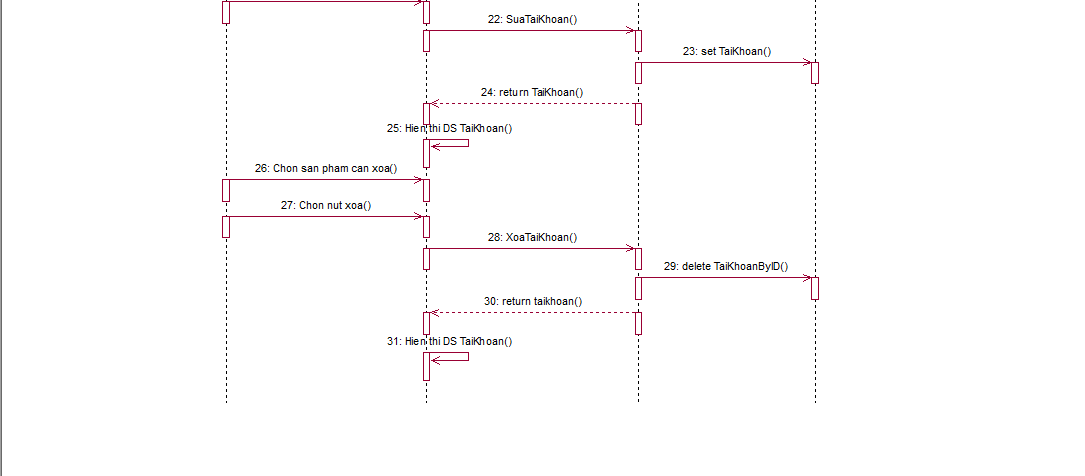 22: SuaTaiKhoan()
23: set TaiKhoan()
24: return TaiKhoan()
25: Hien thi DS TaiKhoan()
26: Chon san pham can xoa()
27: Chon nut xoa()
28: XoaTaiKhoan()
29: delete TaiKhoanByID()
30: return taikhoan()
31: Hien thi DS TaiKhoan()